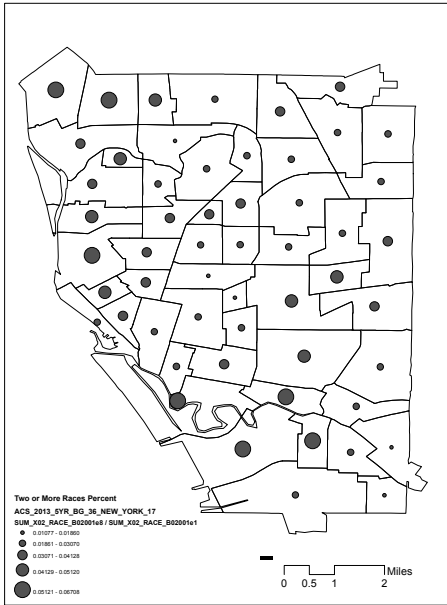 Two or More Races Percent
ACS_2013_5YR_BG_36_NEW_YORK_17
SUM_X02_RACE_B02001e8 / SUM_X02_RACE_B02001e1
0.01077 - 0.01860
0.01861 - 0.03070
0.03071 - 0.04128
0.04129 - 0.05120
0.05121 - 0.06708
Miles
0 0.5 1 2